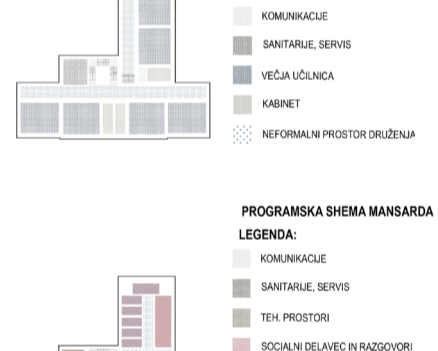 KOMUNIKACIJE
SANITARIJE, SERVIS
VEČJA UČILNICA
KABINET
NEFORMALNI PROSTOR DRUŽENJA
PROGRAMSKA SHEMA MANSARDA
LEGENDA:
KOMUNIKACIJE
SANITARIJE, SERVIS
TEH. PROSTORI
SOCIALNI DELAVEC IN RAZGOVORI